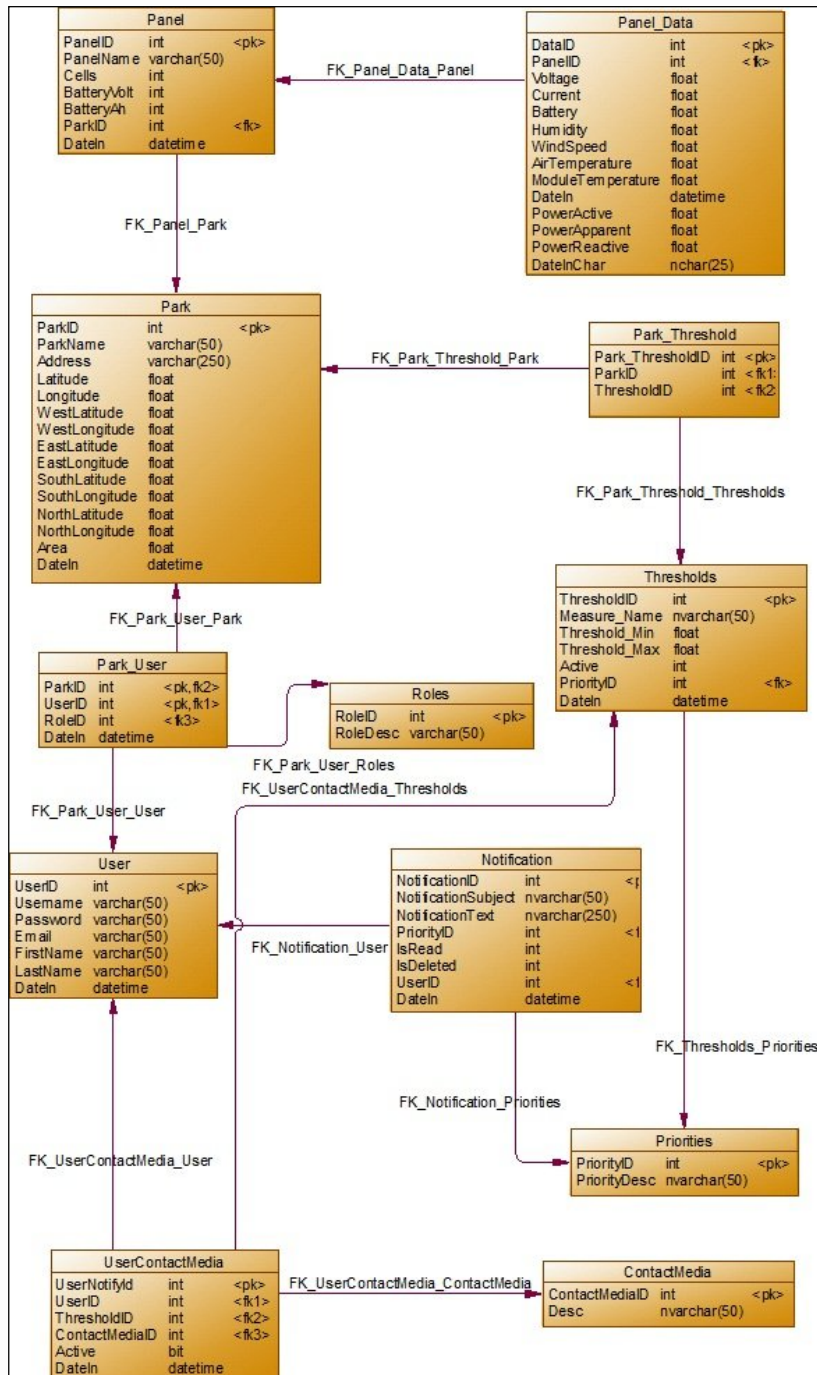 Panel
PanelID int <pk>
PanelName varchar(50)
Cells int
BatteryVolt int
BatteryAh int
ParkID int <fk>
DateIn datetime
Panel_Data
DataID int <pk>
PanelID int <fk>
Voltage float
Current float
Battery float
Humidity float
WindSpeed float
AirTemperature float
ModuleTemperature float
DateIn datetime
PowerActive float
PowerApparent float
PowerReactive float
DateInChar nchar(25)
FK_Panel_Data_Panel
FK_Panel_Park
Park
ParkID int <pk>
ParkName varchar(50)
Address varchar(250)
Latitude float
Longitude float
WestLatitude float
WestLongitude float
EastLatitude float
EastLongitude float
SouthLatitude float
SouthLongitude float
NorthLatitude float
NorthLongitude float
Area float
DateIn datetime
FK_Park_Threshold_Park
Park_Threshold
Park_ThresholdID int <pk>
ParkID int <fk1>
ThresholdID int <fk2
FK_Park_Threshold_Thresholds
Thresholds
ThresholdID int <pk>
Measure_Name nvarchar(50)
Threshold_Min float
Threshold_Max float
Active int
PriorityID int <fk>
DateIn datetime
FK_Park_User_Park
Park_User
ParkID int <pk,fk2>
UserID int <pk,fk1>
RoleID int <fk3>
DateIn datetime
Roles
RoleID int <pk>
RoleDesc varchar(50)
FK_Park_User_Roles
FK_UserContactMedia_Thresholds
FK_Park_User_User
User
UserID int <pk>
Username varchar(50)
Password varchar(50)
Email varchar(50)
FirstName varchar(50)
LastName varchar(50)
DateIn datetime
Notification
NotificationID int <p
NotificationSubject nvarchar(50)
NotificationText nvarchar(250)
PriorityID int <f
IsRead int
IsDeleted int
UserID int <f
DateIn datetime
FK_Notification_User
FK_Thresholds_Priorities
FK_Notification_Priorities
Priorities
PriorityID int <pk>
PriorityDesc nvarchar(50)
FK_UserContactMedia_User
UserContactMedia
UserNotifyId int <pk>
UserID int <fk1>
ThresholdID int <fk2>
ContactMediaID int <fk3>
Active bit
DateIn datetime
FK_UserContactMedia_ContactMedia
ContactMedia
ContactMediaID int <pk>
Desc nvarchar(50)